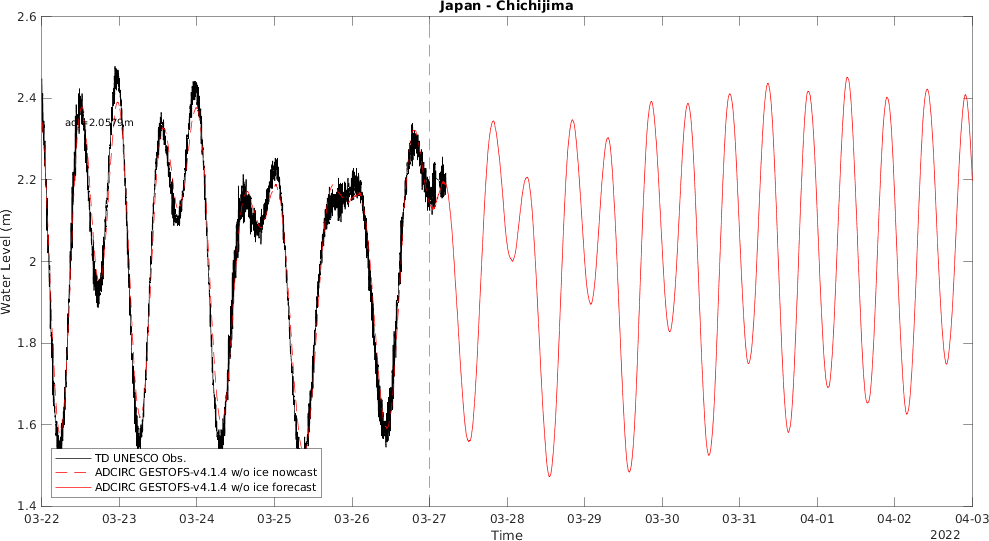 Japan - Chichijima
2.6
2.4
2.2
2
1.8
1.6
1.4
Water Level (m)
adj=2.0579m
TD UNESCO Obs.
ADCIRC GESTOFS-v4.1.4 w/o ice nowcast
ADCIRC GESTOFS-v4.1.4 w/o ice forecast
03-22 03-23 03-24 03-25 03-26 03-27 03-28 03-29 03-30 03-31 04-01 04-02 04-03
Time
2022